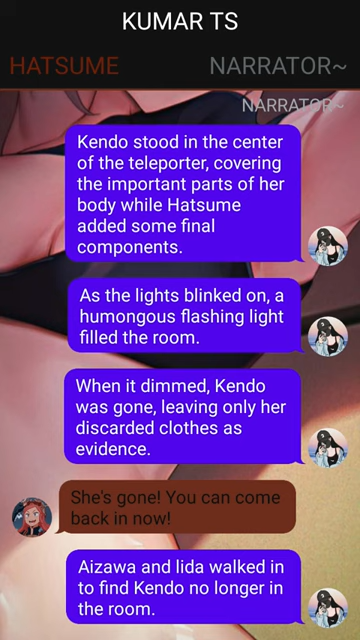 KUMAR TS
HATSUME
NARRATOR~
NARRATOR~
Kendo stood in the center
of the teleporter, covering
the important parts of her
body while Hatsume
added some final
components.
As the lights blinked on, a
humongous flashing light
filled the room.
When it dimmed, Kendo
was gone, leaving only her
discarded clothes as
evidence.
She's gone! You can come
back in now!
Aizawa and Iida walked in
to find Kendo no longer in
the room.